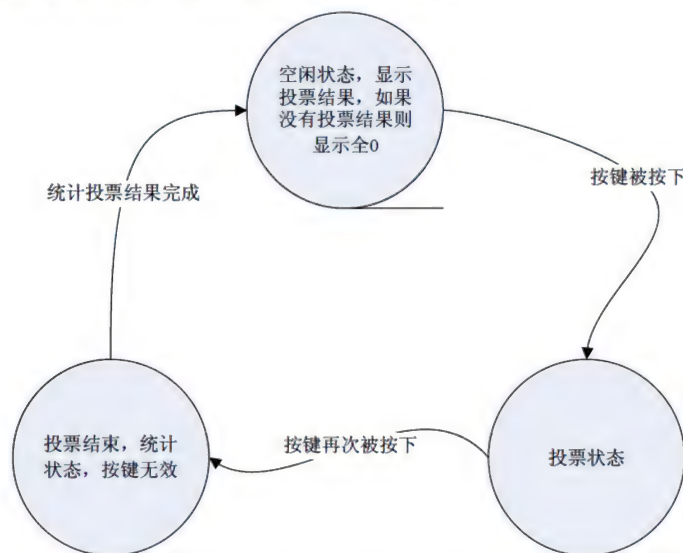 空闲状态，显示
投票结果，如果
没有投票结果则
显示全0
统计投票结果完成
按键被按下
投票结束，统计
状态，按键无效
按键再次被按下
投票状态